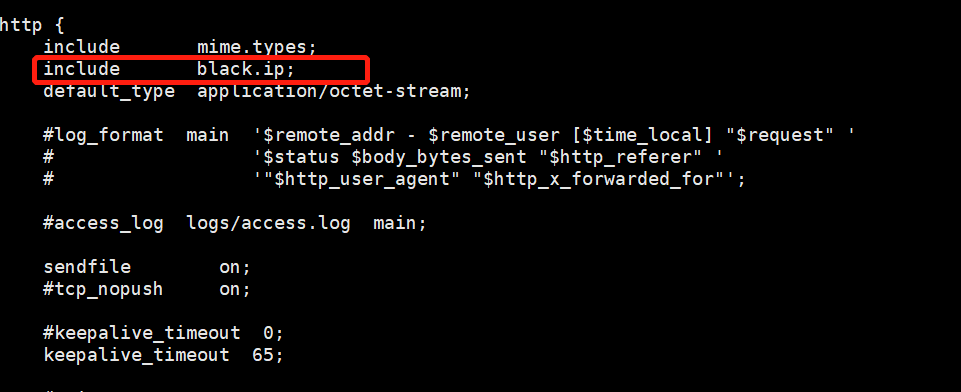 http {
    include       mime.types;
    include       black.ip;
    default_type  application/octet-stream;
    #log_format  main  '$remote_addr - $remote_user [$time_local] "$request" '
    #                  '$status $body_bytes_sent "$http_referer" '
    #                  '"$http_user_agent" "$http_x_forwarded_for"';
    #access_log  logs/access.log  main;
    sendfile        on;
    #tcp_nopush     on;
    #keepalive_timeout  0;
    keepalive_timeout  65;